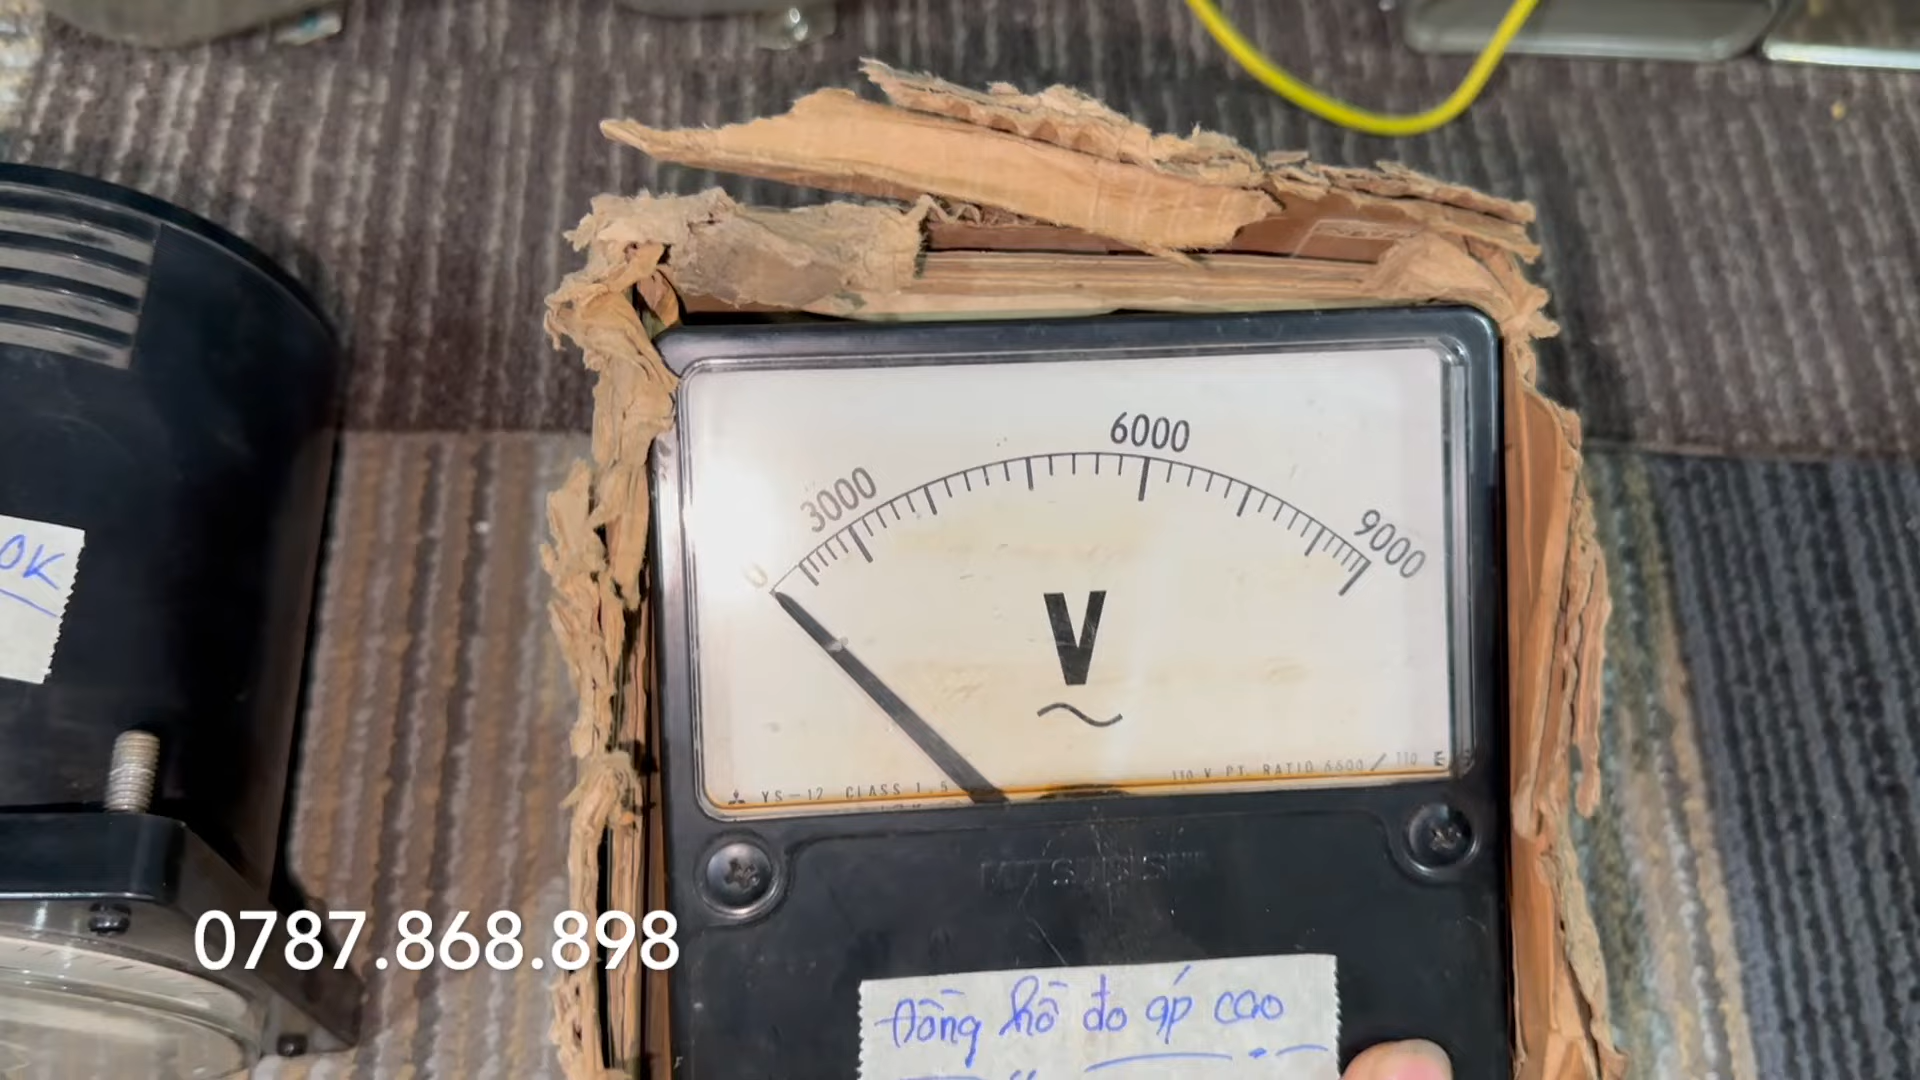 6000
3000
9000
0
V
YS-12 CLASS 1.5
110 V PT. RATIO 6600 / 110
MITSUBISHI
OK
0787.868.898
Đồng hồ đo áp cao